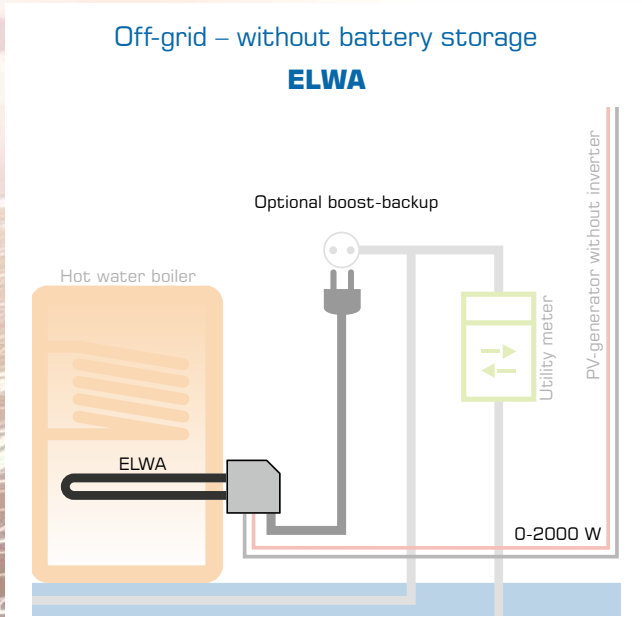 Off-grid – without battery storage
ELWA
Optional boost-backup
Hot water boiler
Utility meter
PV-generator without inverter
ELWA
0-2000 W